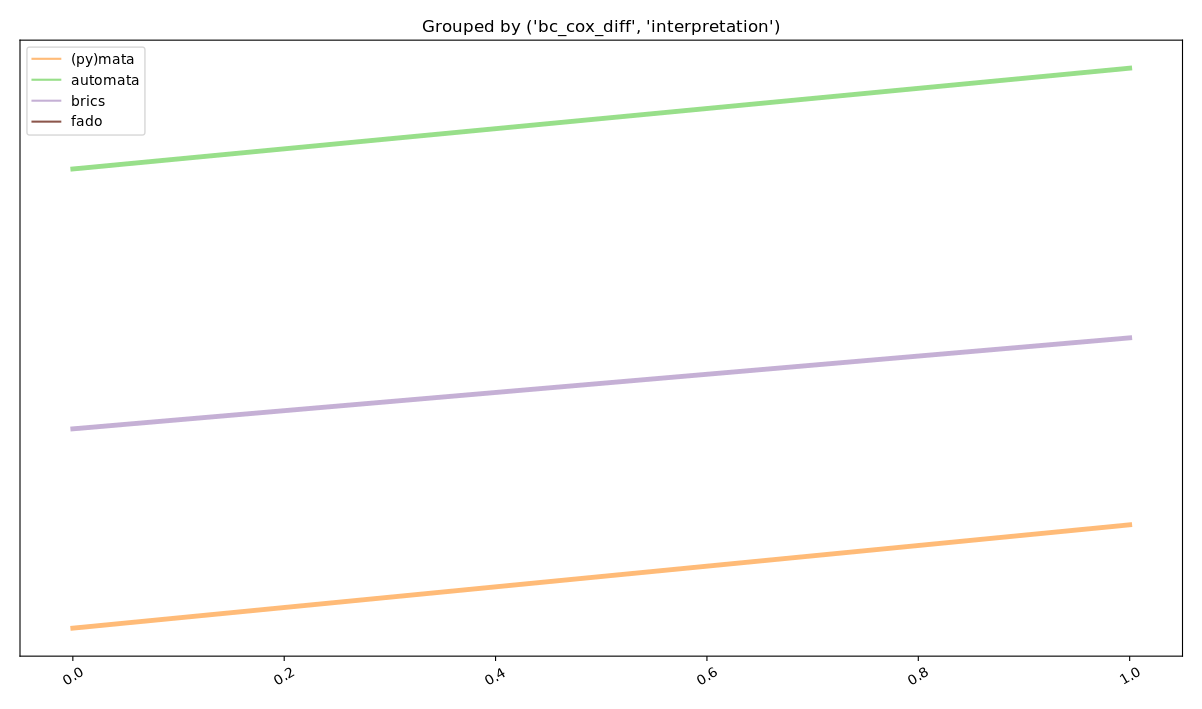 Grouped by ('bc_cox_diff', 'interpretation')
(py)mata
automata
brics
fado
0.0
0.2
0.4
0.6
0.8
1.0